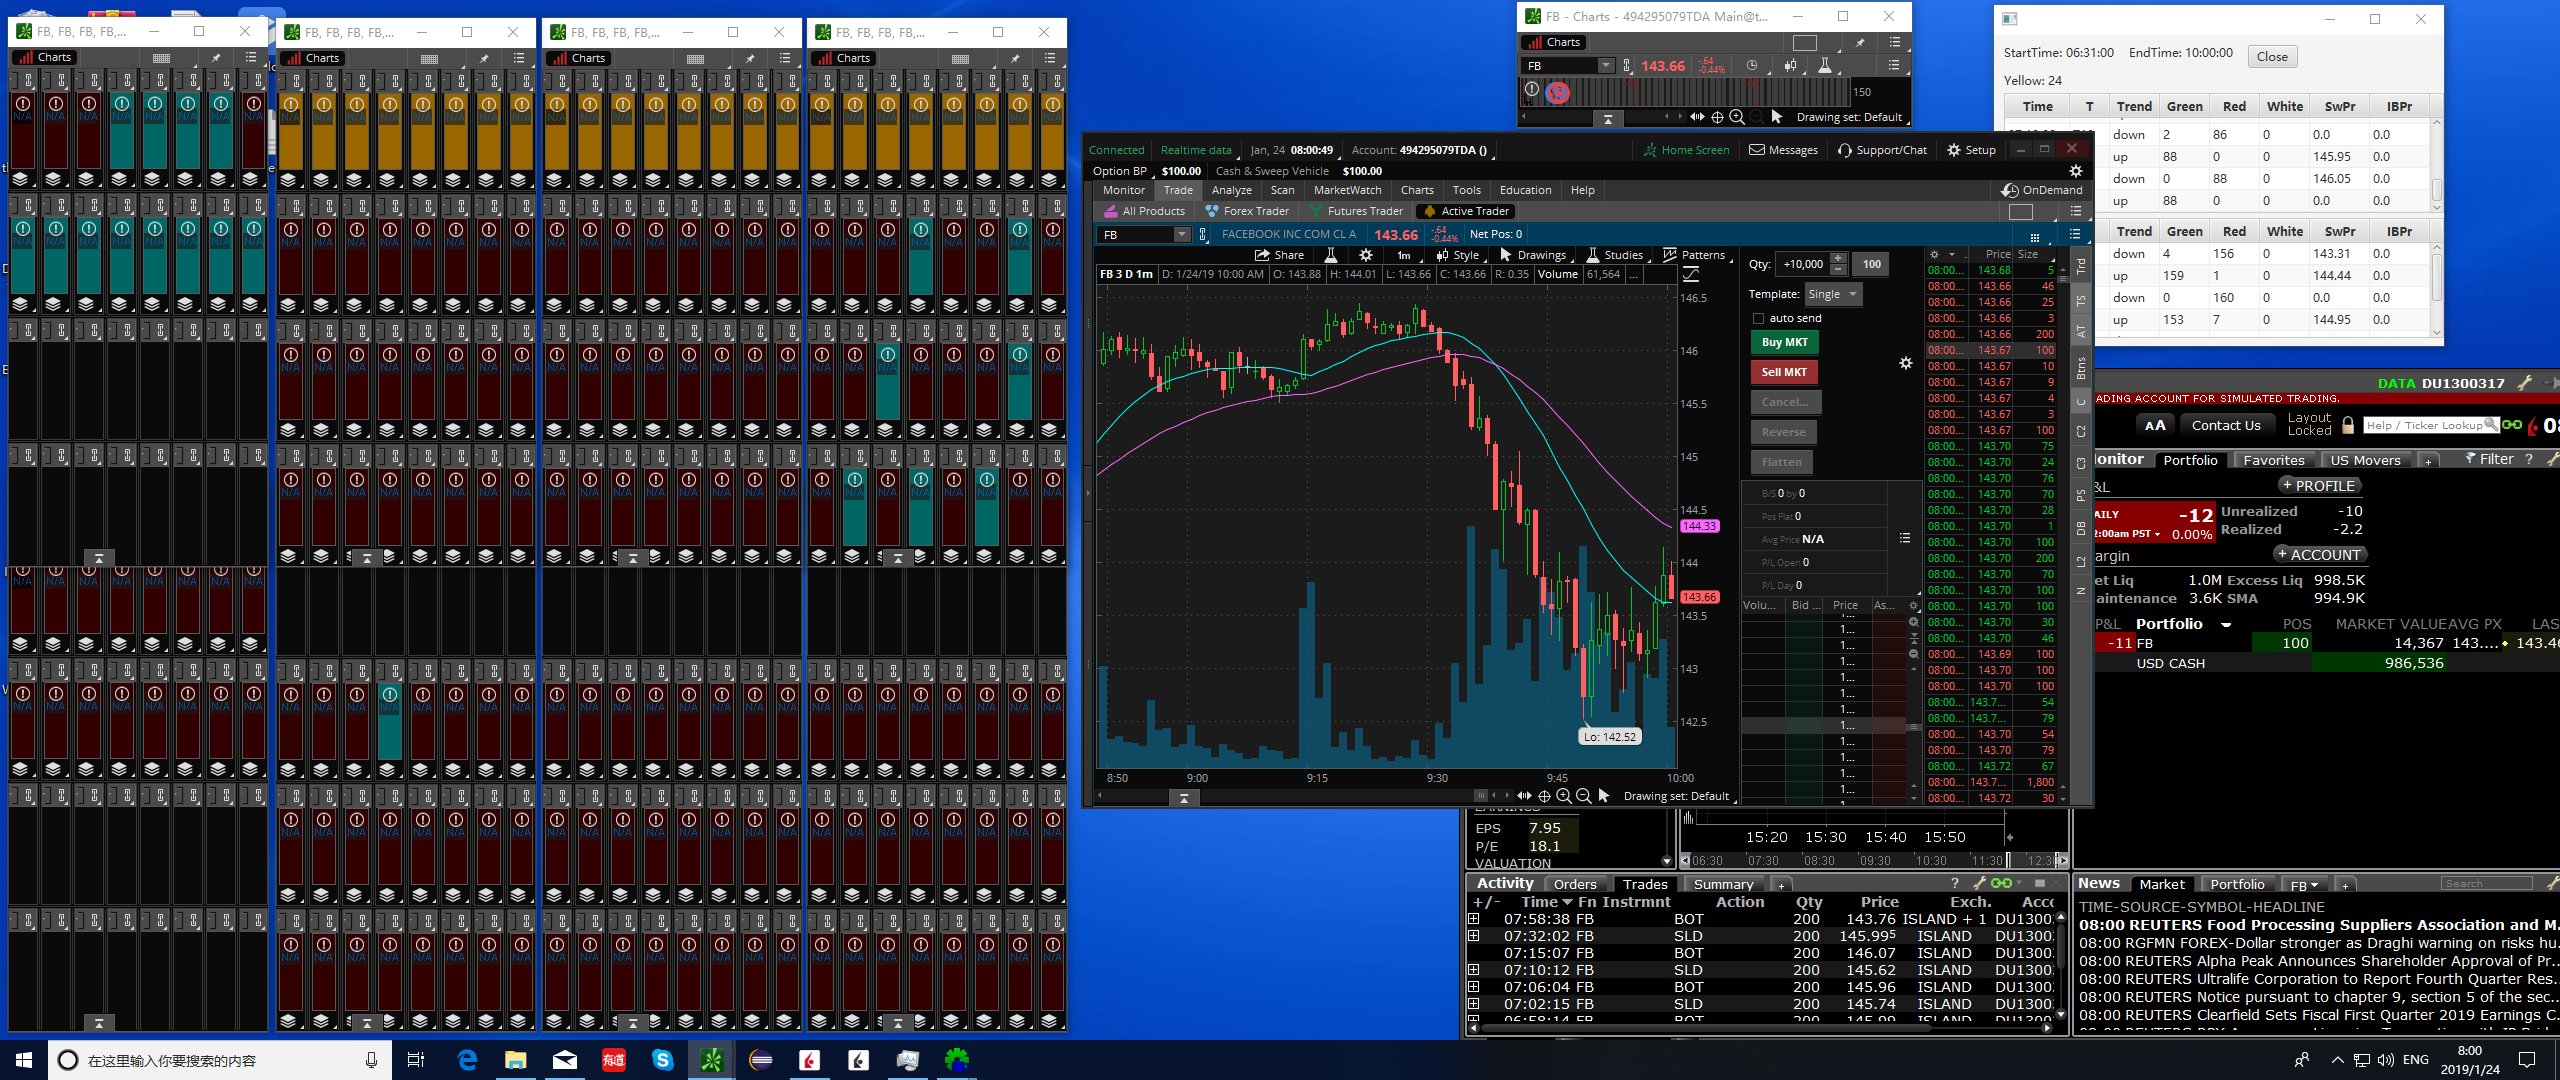 FB, FB, FB, FB,...
FB, FB, FB, FB,...
FB, FB, FB, FB,...
FB, FB, FB, FB,...
Charts
Charts
Charts
Charts
FB - Charts - 494295079TDA Main@t...
Charts
FB 143.66 -.64 -0.44%
150
Drawing set: Default
StartTime: 06:31:00 EndTime: 10:00:00 Close
Yellow: 24
Time T Trend Green Red White SwPr IBPr
down 2 86 0 0.0 0.0
up 88 0 0 145.95 0.0
down 0 88 0 146.05 0.0
up 88 0 0 0.0 0.0
Trend Green Red White SwPr IBPr
down 4 156 0 143.31 0.0
up 159 1 0 144.44 0.0
down 0 160 0 0.0 0.0
up 153 7 0 144.95 0.0
Connected Realtime data Jan, 24 08:00:49 Account: 494295079TDA () Home Screen Messages Support/Chat Setup
Option BP $100.00 Cash & Sweep Vehicle $100.00
Monitor Trade Analyze Scan MarketWatch Charts Tools Education Help OnDemand
All Products Forex Trader Futures Trader Active Trader
FB FACEBOOK INC COM CL A 143.66 -.64 -0.44% Net Pos: 0
Share 1m Style Drawings Studies Patterns
FB 3 D 1m D: 1/24/19 10:00 AM O: 143.88 H: 144.01 L: 143.66 C: 143.66 R: 0.35 Volume 61,564 ...
146.5
146
145.5
145
144.5
144.33
144
143.66
143.5
143
142.5
Lo: 142.52
8:50 9:00 9:15 9:30 9:45 10:00
Drawing set: Default
Qty: +10,000 100
Template: Single
auto send
Buy MKT
Sell MKT
Cancel...
Reverse
Flatten
B/S 0 by 0
Pos Flat 0
Avg Price N/A
P/L Open 0
P/L Day 0
Volu... Bid ... Price As...
Price Size
08:00... 143.68 5
08:00... 143.66 46
08:00... 143.66 25
08:00... 143.66 3
08:00... 143.66 200
08:00... 143.67 100
08:00... 143.67 10
08:00... 143.67 9
08:00... 143.67 4
08:00... 143.67 3
08:00... 143.67 100
08:00... 143.70 75
08:00... 143.70 24
08:00... 143.70 76
08:00... 143.70 70
08:00... 143.70 28
08:00... 143.70 1
08:00... 143.70 100
08:00... 143.70 200
08:00... 143.70 70
08:00... 143.70 100
08:00... 143.70 100
08:00... 143.70 30
08:00... 143.70 46
08:00... 143.69 100
08:00... 143.70 100
08:00... 143.70 100
08:00... 143.7... 54
08:00... 143.7... 79
08:00... 143.70 54
08:00... 143.70 79
08:00... 143.72 67
08:00... 143.7... 1,800
08:00... 143.72 30
Trd
TS
AT
Btns
C
C2
C3
PS
DB
L2
N
DATA DU1300317
ADING ACCOUNT FOR SIMULATED TRADING.
AA Contact Us Layout Locked Help / Ticker Lookup
onitor Portfolio Favorites US Movers + Filter ?
&L + PROFILE
AILY -12 Unrealized -10
2:00am PST 0.00% Realized -2.2
argin + ACCOUNT
et Liq 1.0M Excess Liq 998.5K
aintenance 3.6K SMA 994.9K
P&L Portfolio POS MARKET VALUE AVG PX LAS
-11 FB 100 14,367 143.... 143.46
USD CASH 986,536
EPS 7.95
P/E 18.1
VALUATION
15:20 15:30 15:40 15:50
06:30 07:30 08:30 09:30 10:30 11:30 12:30
Activity Orders Trades Summary + ?
+/- Time Fn Instrmnt Action Qty Price Exch. Acc
07:58:38 FB BOT 200 143.76 ISLAND + 1 DU1300
07:32:02 FB SLD 200 145.995 ISLAND DU1300
07:15:07 FB BOT 200 146.07 ISLAND DU1300
07:10:12 FB SLD 200 145.62 ISLAND DU1300
07:06:04 FB BOT 200 145.96 ISLAND DU1300
07:02:15 FB SLD 200 145.74 ISLAND DU1300
News Market Portfolio FB + Search
TIME-SOURCE-SYMBOL-HEADLINE
08:00 REUTERS Food Processing Suppliers Association and M...
08:00 RGFMN FOREX-Dollar stronger as Draghi warning on risks hu...
08:00 REUTERS Alpha Peak Announces Shareholder Approval of Pr...
08:00 REUTERS Ultralife Corporation to Report Fourth Quarter Res...
08:00 REUTERS Notice pursuant to chapter 9, section 5 of the sec...
08:00 REUTERS Clearfield Sets Fiscal First Quarter 2019 Earnings C...
在这里输入你要搜索的内容
有道
ENG
8:00
2019/1/24